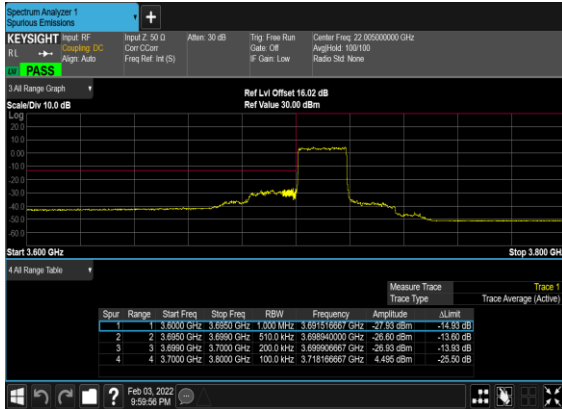 Spectrum Analyzer 1
Spurious Emissions
+
KEYSIGHT Input: RF Input Z: 50 Ω Atten: 30 dB Trig: Free Run Center Freq: 22.005000000 GHz
RL Coupling: DC Corr CCorr Gate: Off Avg|Hold: 100/100
Align: Auto Freq Ref: Int (S) IF Gain: Low Radio Std: None
PASS
3 All Range Graph
Scale/Div 10.0 dB
Ref Lvl Offset 16.02 dB
Ref Value 30.00 dBm
Log
20.0
10.0
0.00
-10.0
-20.0
-30.0
-40.0
-50.0
-60.0
Start 3.600 GHz Stop 3.800 GH
4 All Range Table
Measure Trace Trace 1
Trace Type Trace Average (Active)
Spur Range Start Freq Stop Freq RBW Frequency Amplitude ΔLimit
1 1 3.6000 GHz 3.6950 GHz 1.000 MHz 3.691516667 GHz -27.93 dBm -14.93 dB
2 2 3.6950 GHz 3.6990 GHz 510.0 kHz 3.698940000 GHz -26.60 dBm -13.60 dB
3 3 3.6990 GHz 3.7000 GHz 200.0 kHz 3.699906667 GHz -26.93 dBm -13.93 dB
4 4 3.7000 GHz 3.8000 GHz 100.0 kHz 3.718166667 GHz 4.495 dBm -25.50 dB
? Feb 03, 2022
9:59:56 PM